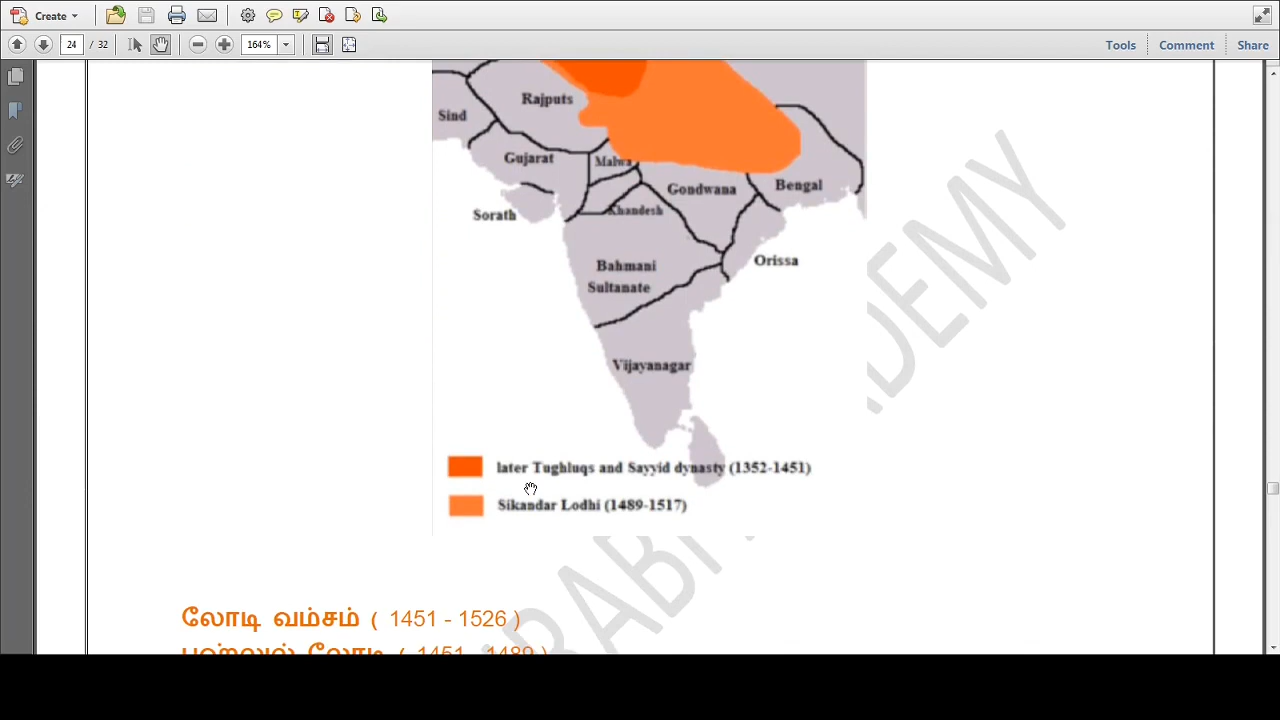 Create
24 / 32 164% Tools Comment Share
Rajputs
Sind
Gujarat Malwa
Gondwana Bengal
Khandesh
Sorath
Orissa
Bahmani
Sultanate
Vijayanagar
later Tughluqs and Sayyid dynasty (1352-1451)
Sikandar Lodhi (1489-1517)
லோடி வம்சம் ( 1451 - 1526 )